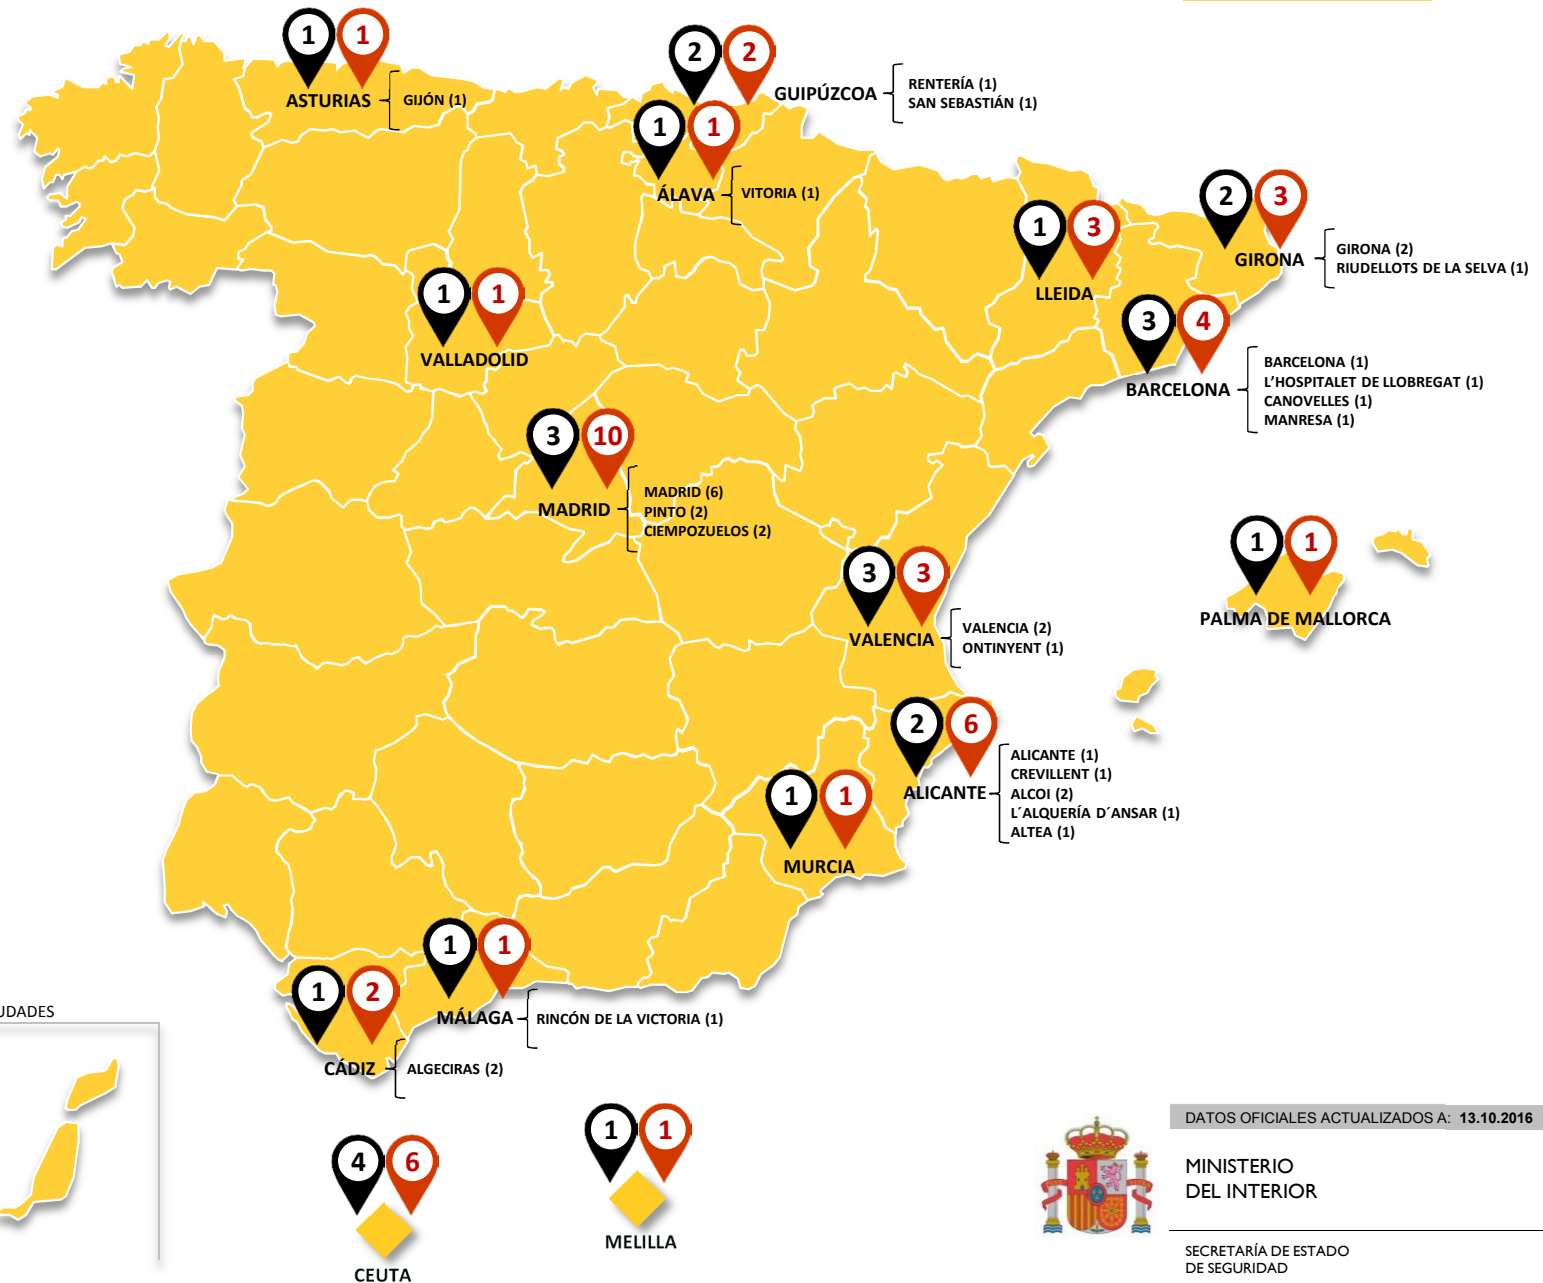 1 1
ASTURIAS
GIJÓN (1)
2 2
GUIPÚZCOA
RENTERÍA (1)
SAN SEBASTIÁN (1)
1 1
ÁLAVA
VITORIA (1)
2 3
GIRONA
GIRONA (2)
RIUDELLOTS DE LA SELVA (1)
1 3
LLEIDA
1 1
VALLADOLID
3 4
BARCELONA
BARCELONA (1)
L’HOSPITALET DE LLOBREGAT (1)
CANOVELLES (1)
MANRESA (1)
3 10
MADRID
MADRID (6)
PINTO (2)
CIEMPOZUELOS (2)
1 1
PALMA DE MALLORCA
3 3
VALENCIA
VALENCIA (2)
ONTINYENT (1)
2 6
ALICANTE
ALICANTE (1)
CREVILLENT (1)
ALCOI (2)
L´ALQUERÍA D´ANSAR (1)
ALTEA (1)
1 1
MURCIA
1 1
MÁLAGA
RINCÓN DE LA VICTORIA (1)
1 2
CÁDIZ
ALGECIRAS (2)
UDADES
4 6
CEUTA
1 1
MELILLA
DATOS OFICIALES ACTUALIZADOS A: 13.10.2016
MINISTERIO
DEL INTERIOR
SECRETARÍA DE ESTADO
DE SEGURIDAD